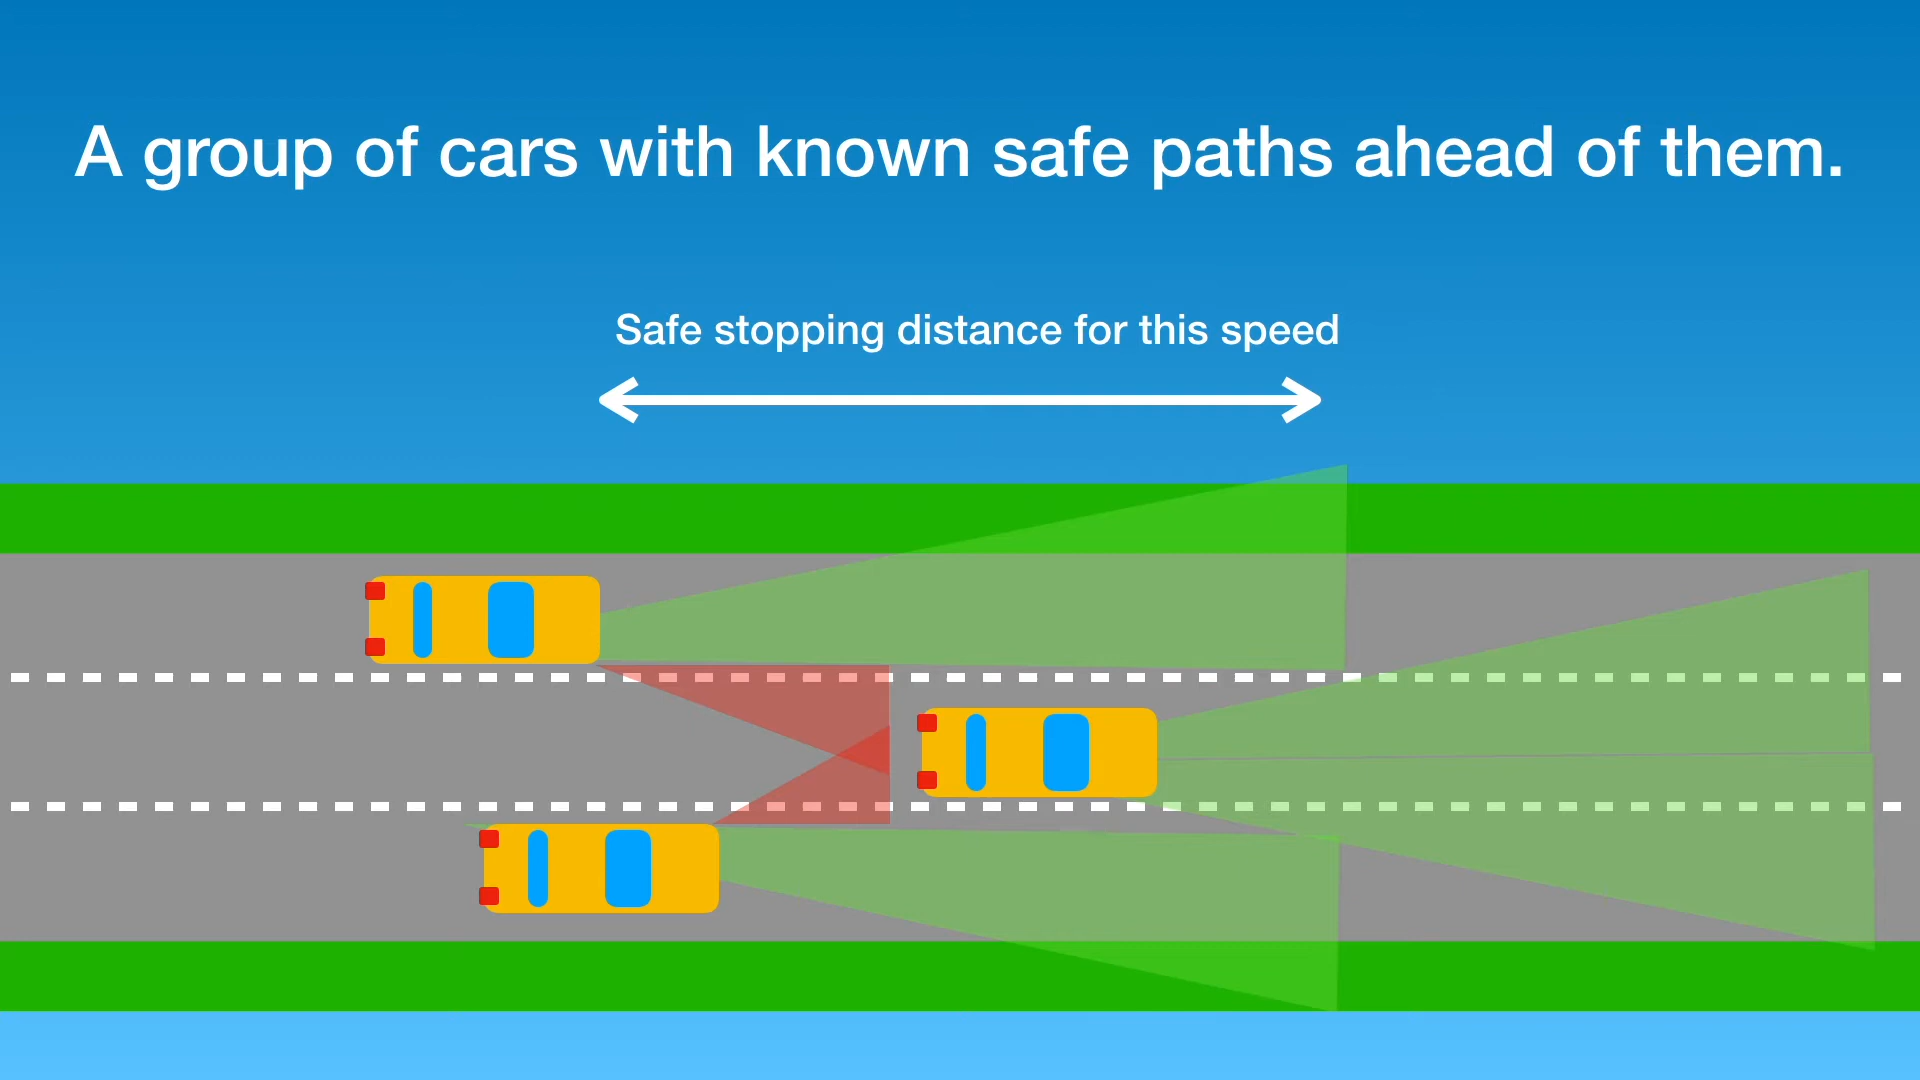 A group of cars with known safe paths ahead of them.
Safe stopping distance for this speed